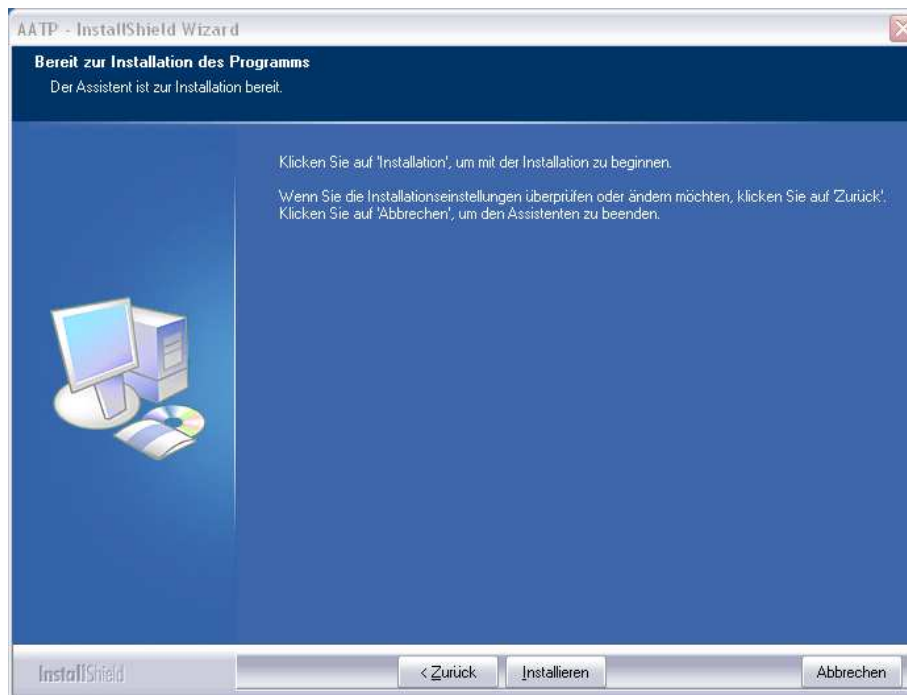 AATP - InstallShield Wizard
Bereit zur Installation des Programms
Der Assistent ist zur Installation bereit.
Klicken Sie auf 'Installation', um mit der Installation zu beginnen.
Wenn Sie die Installationseinstellungen überprüfen oder ändern möchten, klicken Sie auf 'Zurück'.
Klicken Sie auf 'Abbrechen', um den Assistenten zu beenden.
InstallShield
< Zurück
Installieren
Abbrechen